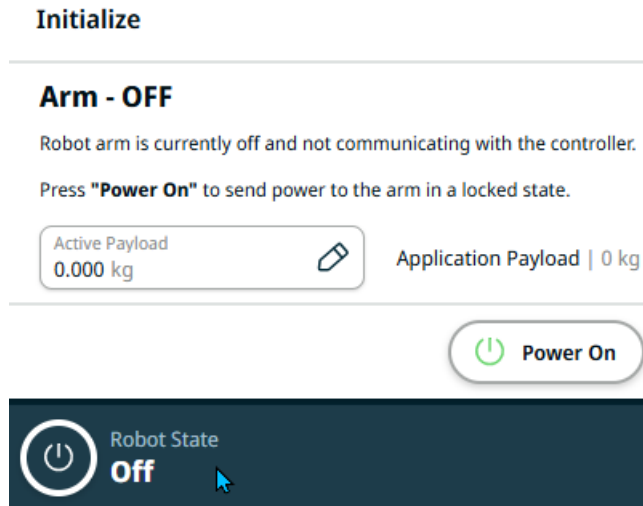 Initialize
Arm - OFF
Robot arm is currently off and not communicating with the controller.
Press "Power On" to send power to the arm in a locked state.
Active Payload
0.000 kg
Application Payload | 0 kg
Power On
Robot State
Off